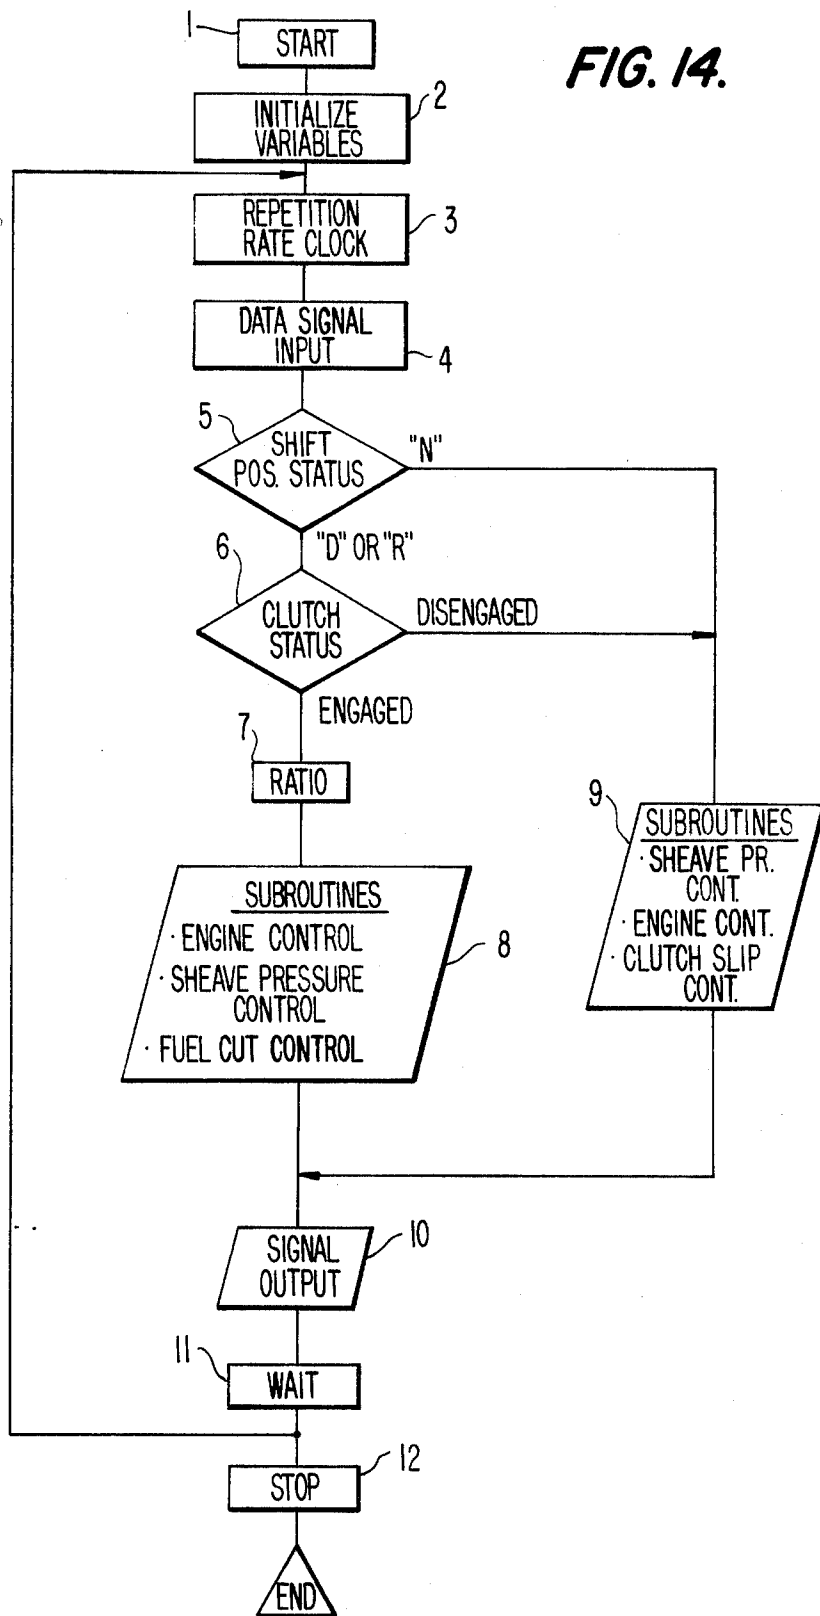 FIG. 14.
1
START
2
INITIALIZE
VARIABLES
3
REPETITION
RATE CLOCK
4
DATA SIGNAL
INPUT
5
SHIFT
POS. STATUS
"N"
"D" OR "R"
6
CLUTCH
STATUS
DISENGAGED
ENGAGED
7
RATIO
8
SUBROUTINES
· ENGINE CONTROL
· SHEAVE PRESSURE
CONTROL
· FUEL CUT CONTROL
9
SUBROUTINES
· SHEAVE PR.
CONT.
· ENGINE CONT.
· CLUTCH SLIP
CONT.
10
SIGNAL
OUTPUT
11
WAIT
12
STOP
END